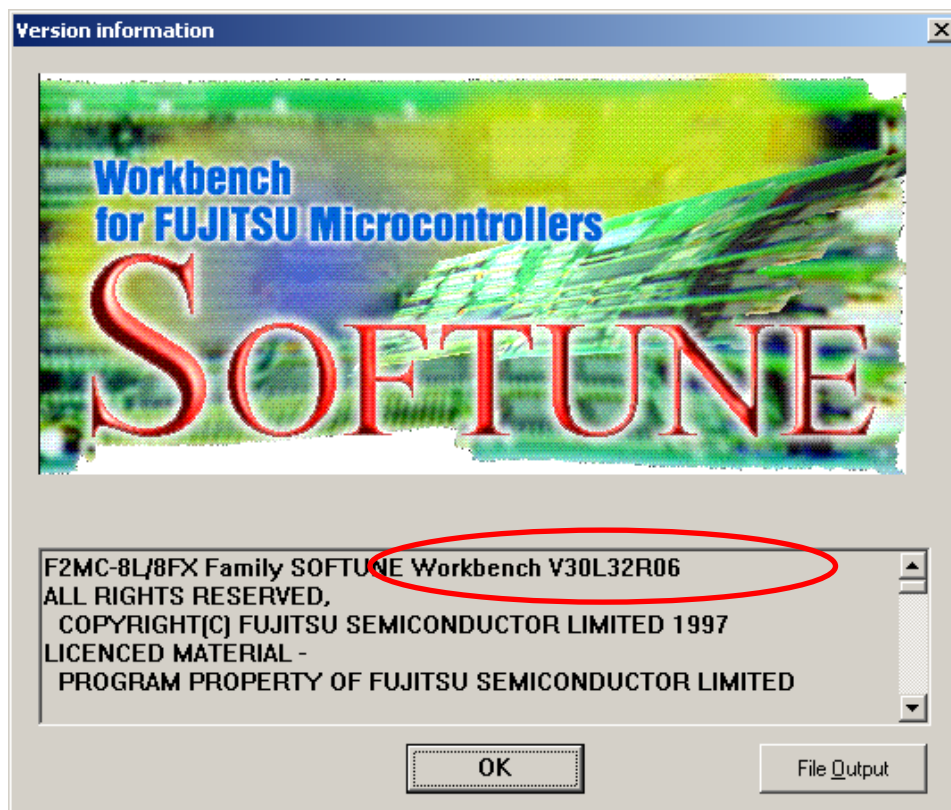 Version information
Workbench
for FUJITSU Microcontrollers
SOFTUNE
F2MC-8L/8FX Family SOFTUNE Workbench V30L32R06
ALL RIGHTS RESERVED,
COPYRIGHT(C) FUJITSU SEMICONDUCTOR LIMITED 1997
LICENCED MATERIAL -
PROGRAM PROPERTY OF FUJITSU SEMICONDUCTOR LIMITED
OK
File Output